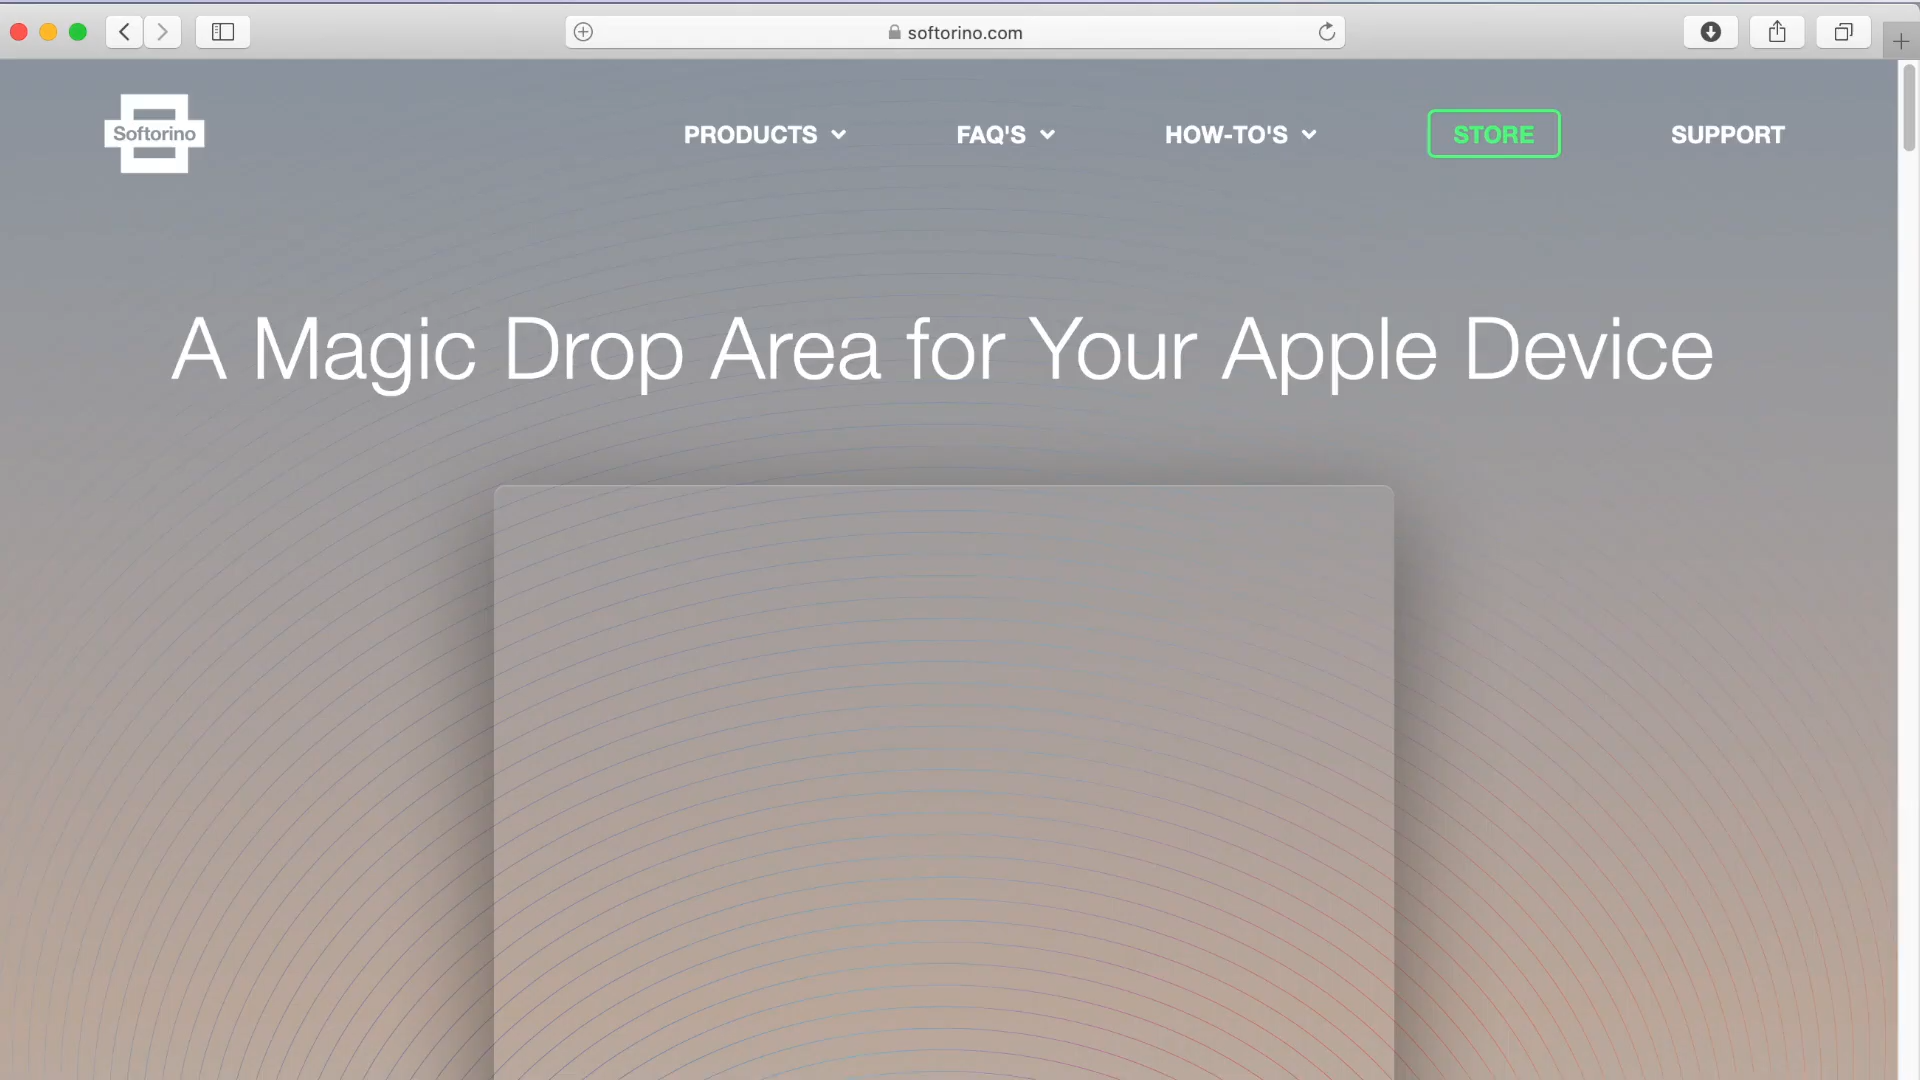 softorino.com
Softorino
PRODUCTS
FAQ'S
HOW-TO'S
STORE
SUPPORT
A Magic Drop Area for Your Apple Device